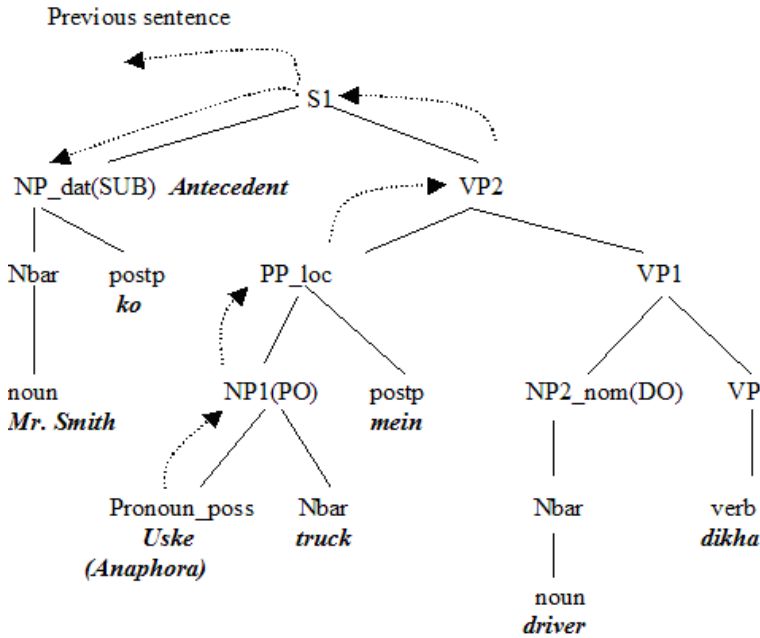 Previous sentence
S1
NP_dat(SUB) Antecedent VP2
Nbar postp PP_loc VP1
ko
noun NP1(PO) postp NP2_nom(DO) VP
Mr. Smith mein
Pronoun_poss Nbar Nbar verb
Uske truck dikha
(Anaphora)
noun
driver